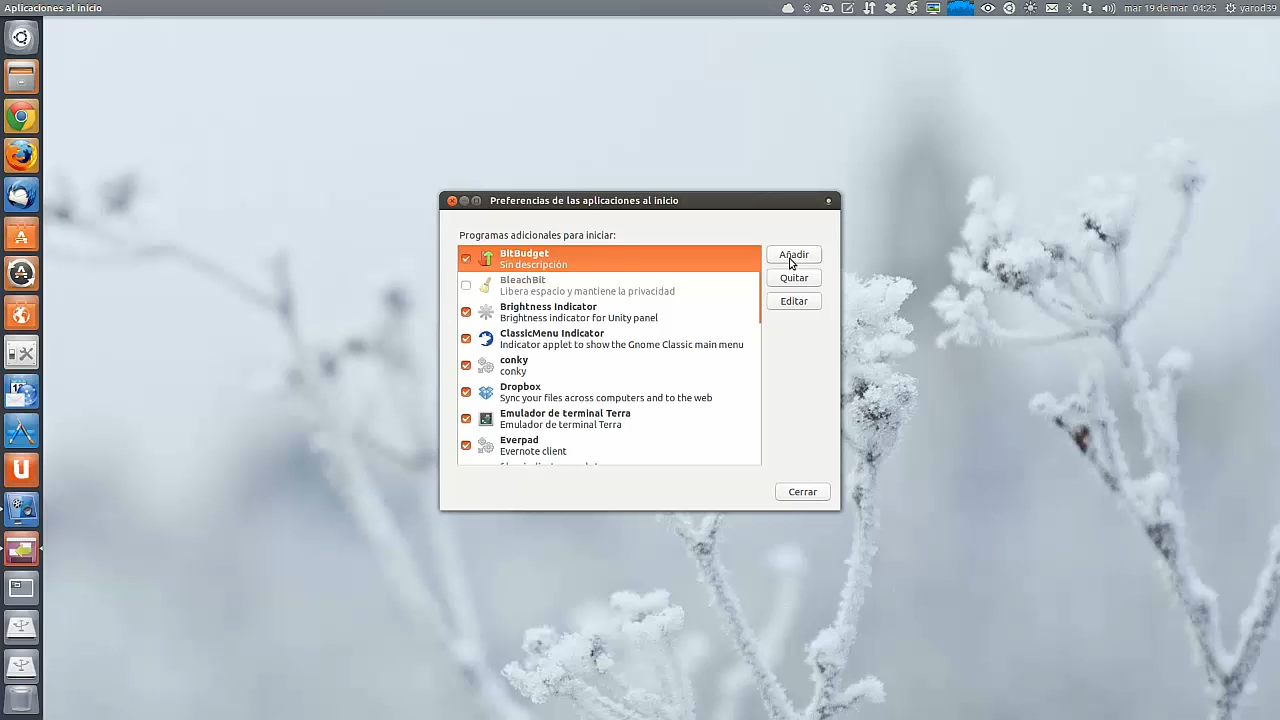 Aplicaciones al inicio
mar 19 de mar 04:25 yarod39
Preferencias de las aplicaciones al inicio
Programas adicionales para iniciar:
BitBudget
Sin descripción
Añadir
BleachBit
Libera espacio y mantiene la privacidad
Quitar
Brightness Indicator
Brightness indicator for Unity panel
Editar
ClassicMenu Indicator
Indicator applet to show the Gnome Classic main menu
conky
conky
Dropbox
Sync your files across computers and to the web
Emulador de terminal Terra
Emulador de terminal Terra
Everpad
Evernote client
Cerrar